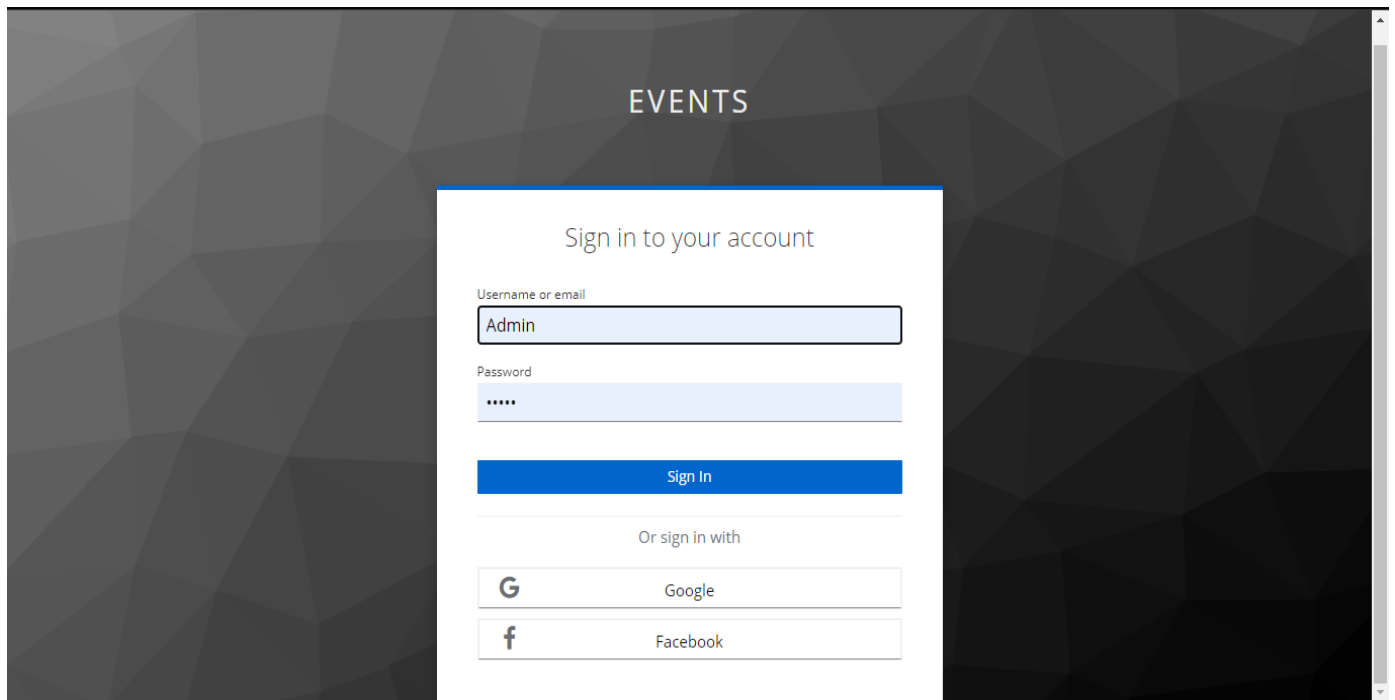 EVENTS
Sign in to your account
Username or email
Admin
Password
•••••
Sign In
Or sign in with
Google
Facebook